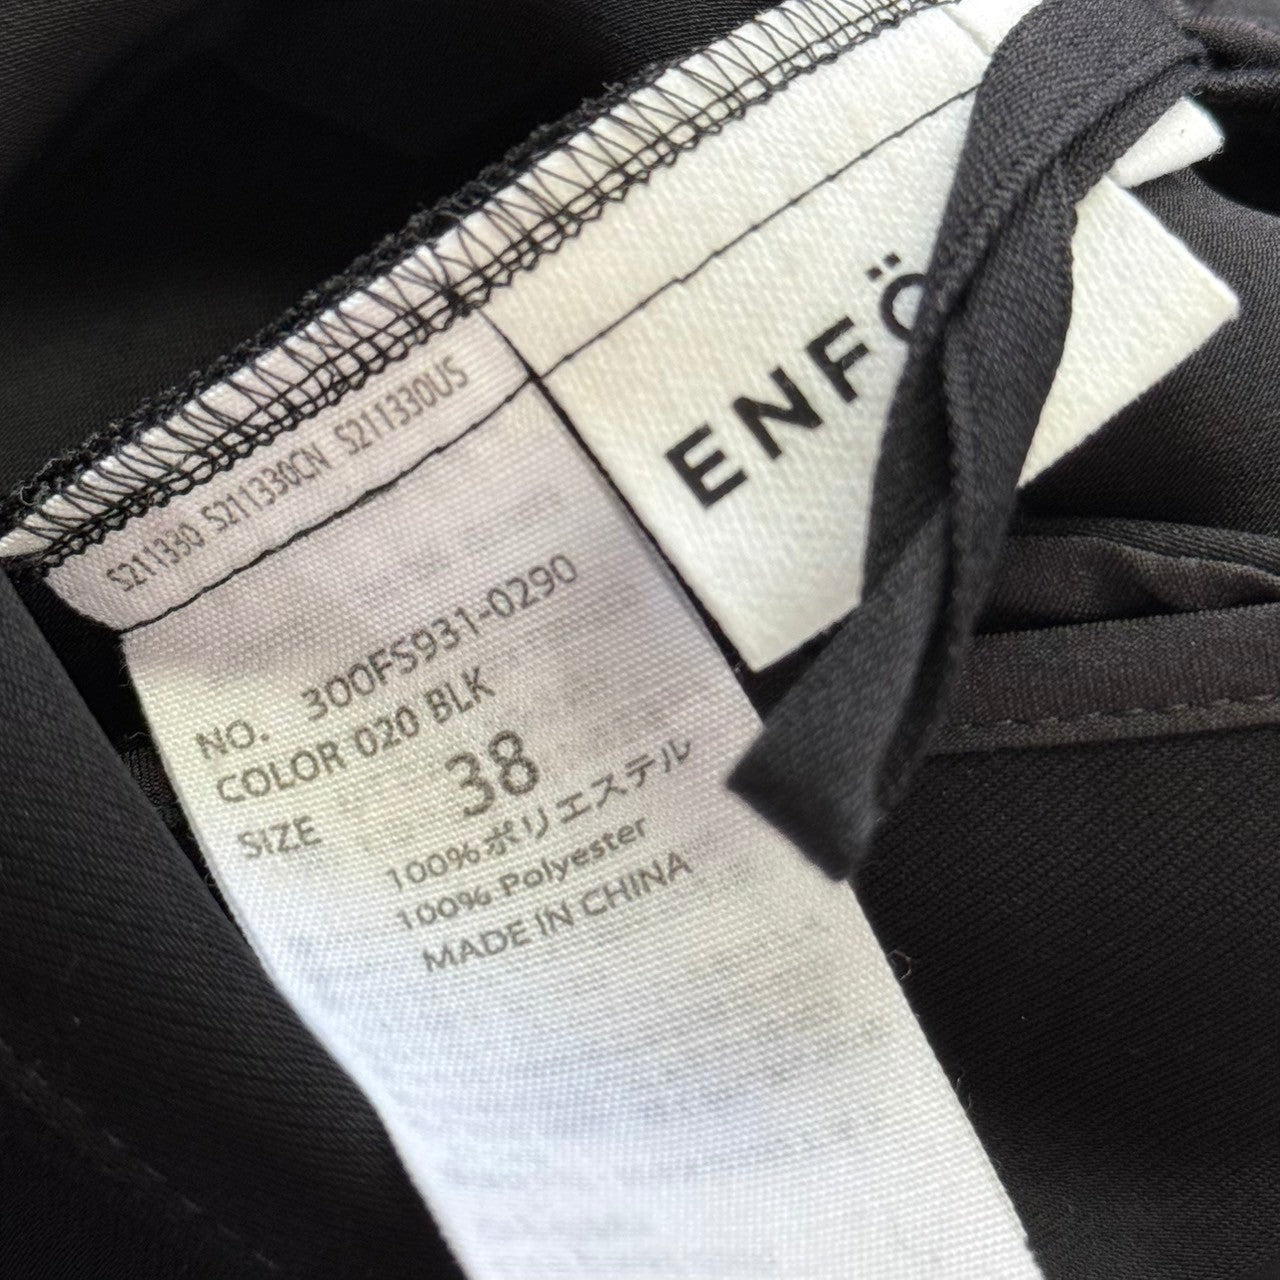 ENFÖ
S211330 S211330CN S211330US
NO. 300FS931-0290
COLOR 020 BLK
SIZE 38
100%ポリエステル
100% Polyester
MADE IN CHINA